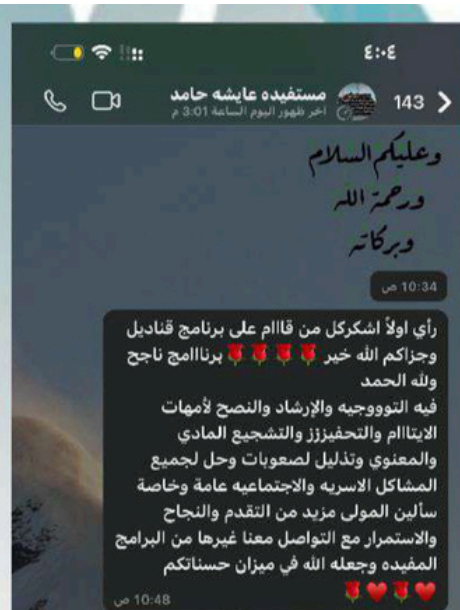 ٤:٠٤
143
مستفيده عايشه حامد
اخر ظهور اليوم الساعة 3:01 م
وعليكم السلام
ورحمة الله
وبركاته
10:34 ص
رأي اولاً اشكركل من قااام على برنامج قناديل
وجزاكم الله خير 🌹🌹🌹🌹 برنااامج ناجح
ولله الحمد
فيه التوووجيه والإرشاد والنصح لأمهات
الايتااام والتحفيززز والتشجيع المادي
والمعنوي وتذليل لصعوبات وحل لجميع
المشاكل الاسريه والاجتماعيه عامة وخاصة
سألين المولى مزيد من التقدم والنجاح
والاستمرار مع التواصل معنا غيرها من البرامج
المفيده وجعله الله في ميزان حسناتكم
🌹❤️🌹❤️
10:48 ص